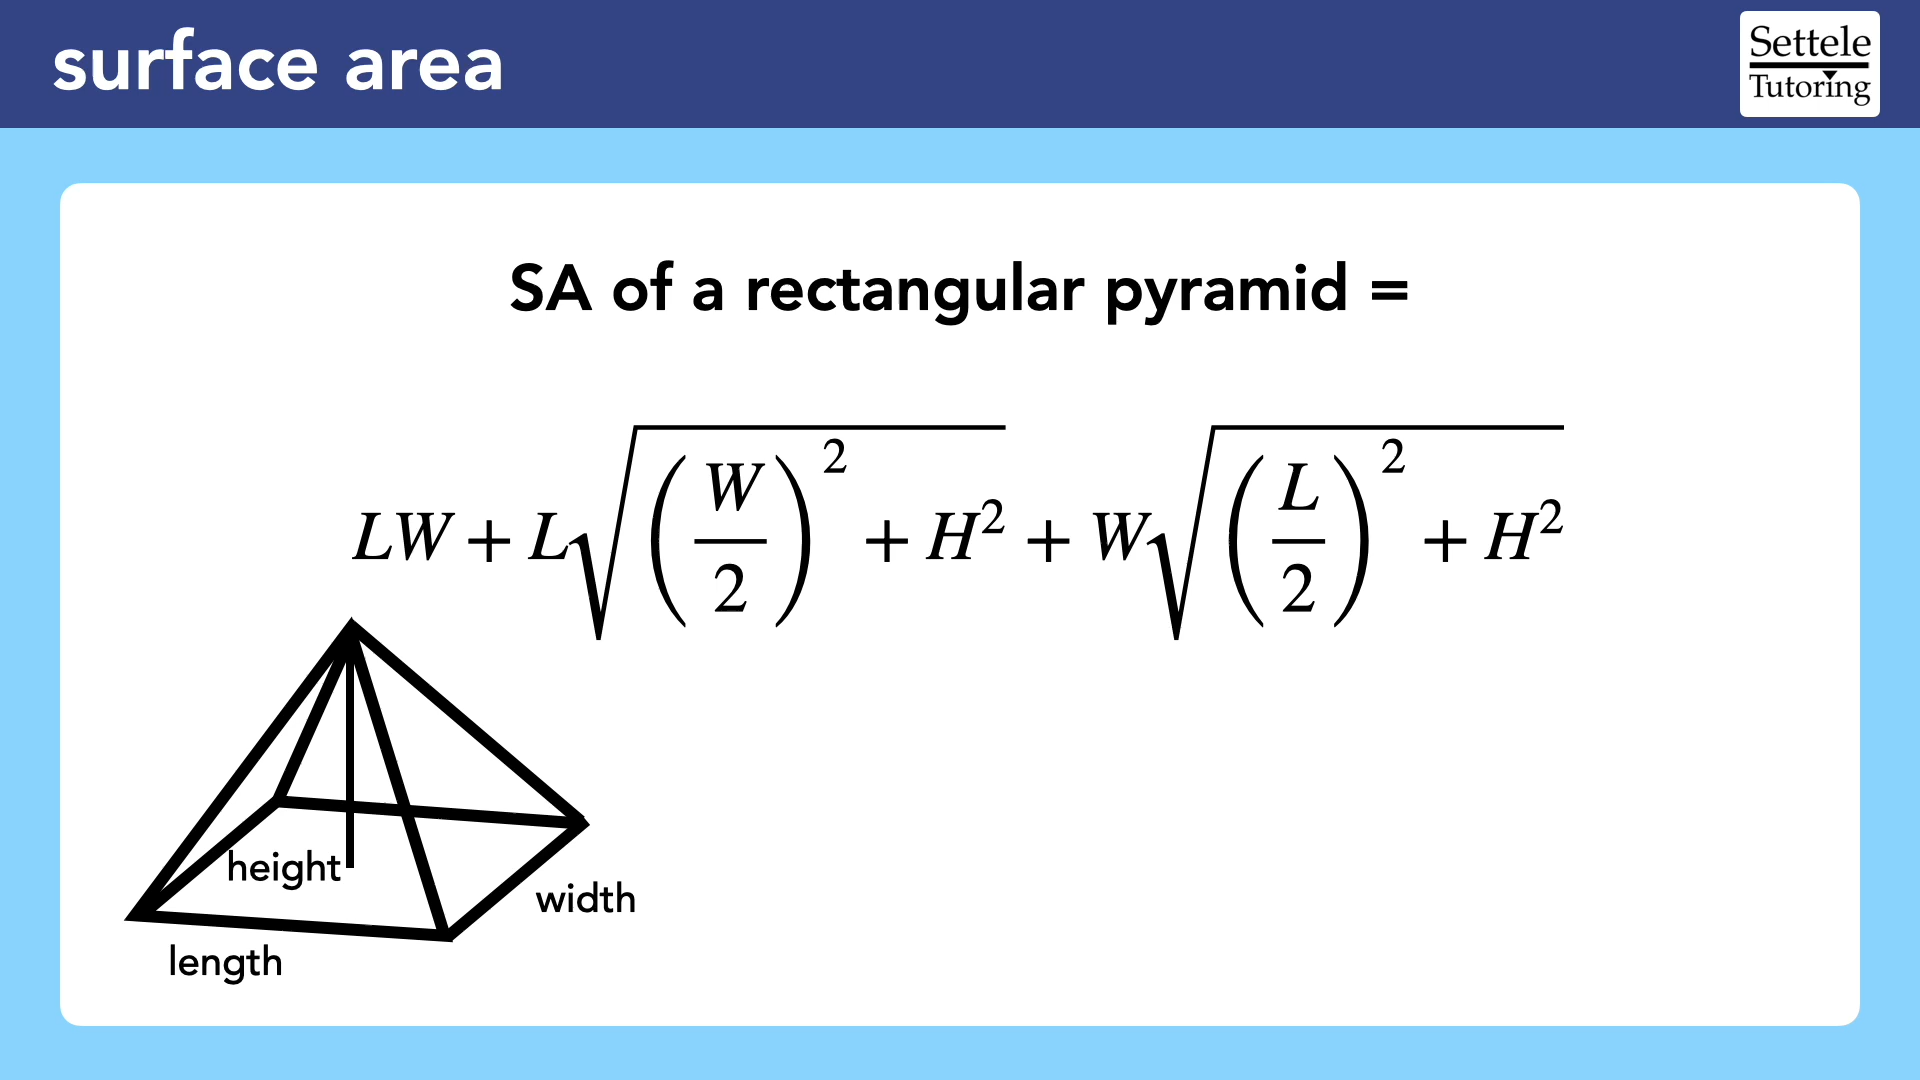 surface area
Settele
Tutoring
SA of a rectangular pyramid =
LW + L√((W/2)² + H²) + W√((L/2)² + H²)
height
width
length